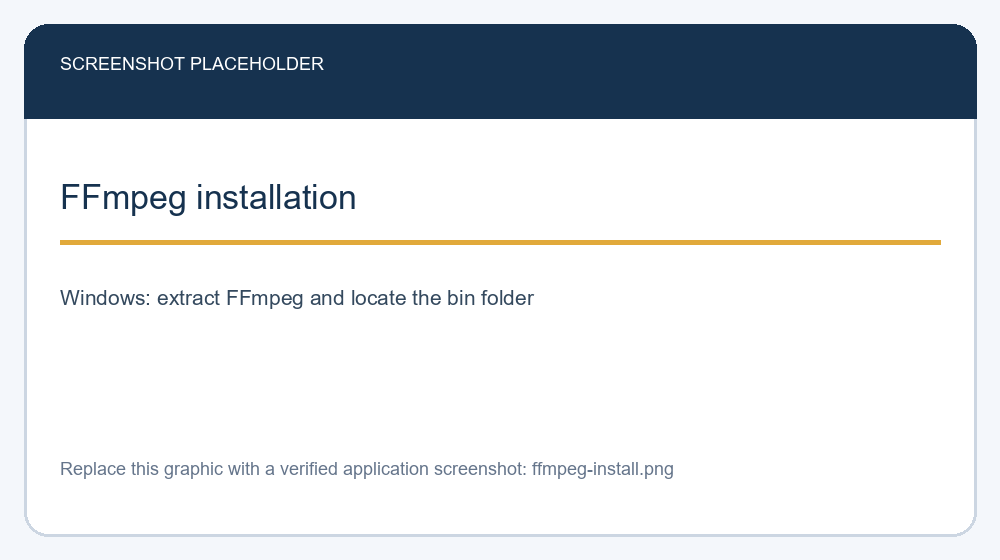 SCREENSHOT PLACEHOLDER
FFmpeg installation
Windows: extract FFmpeg and locate the bin folder
Replace this graphic with a verified application screenshot: ffmpeg-install.png